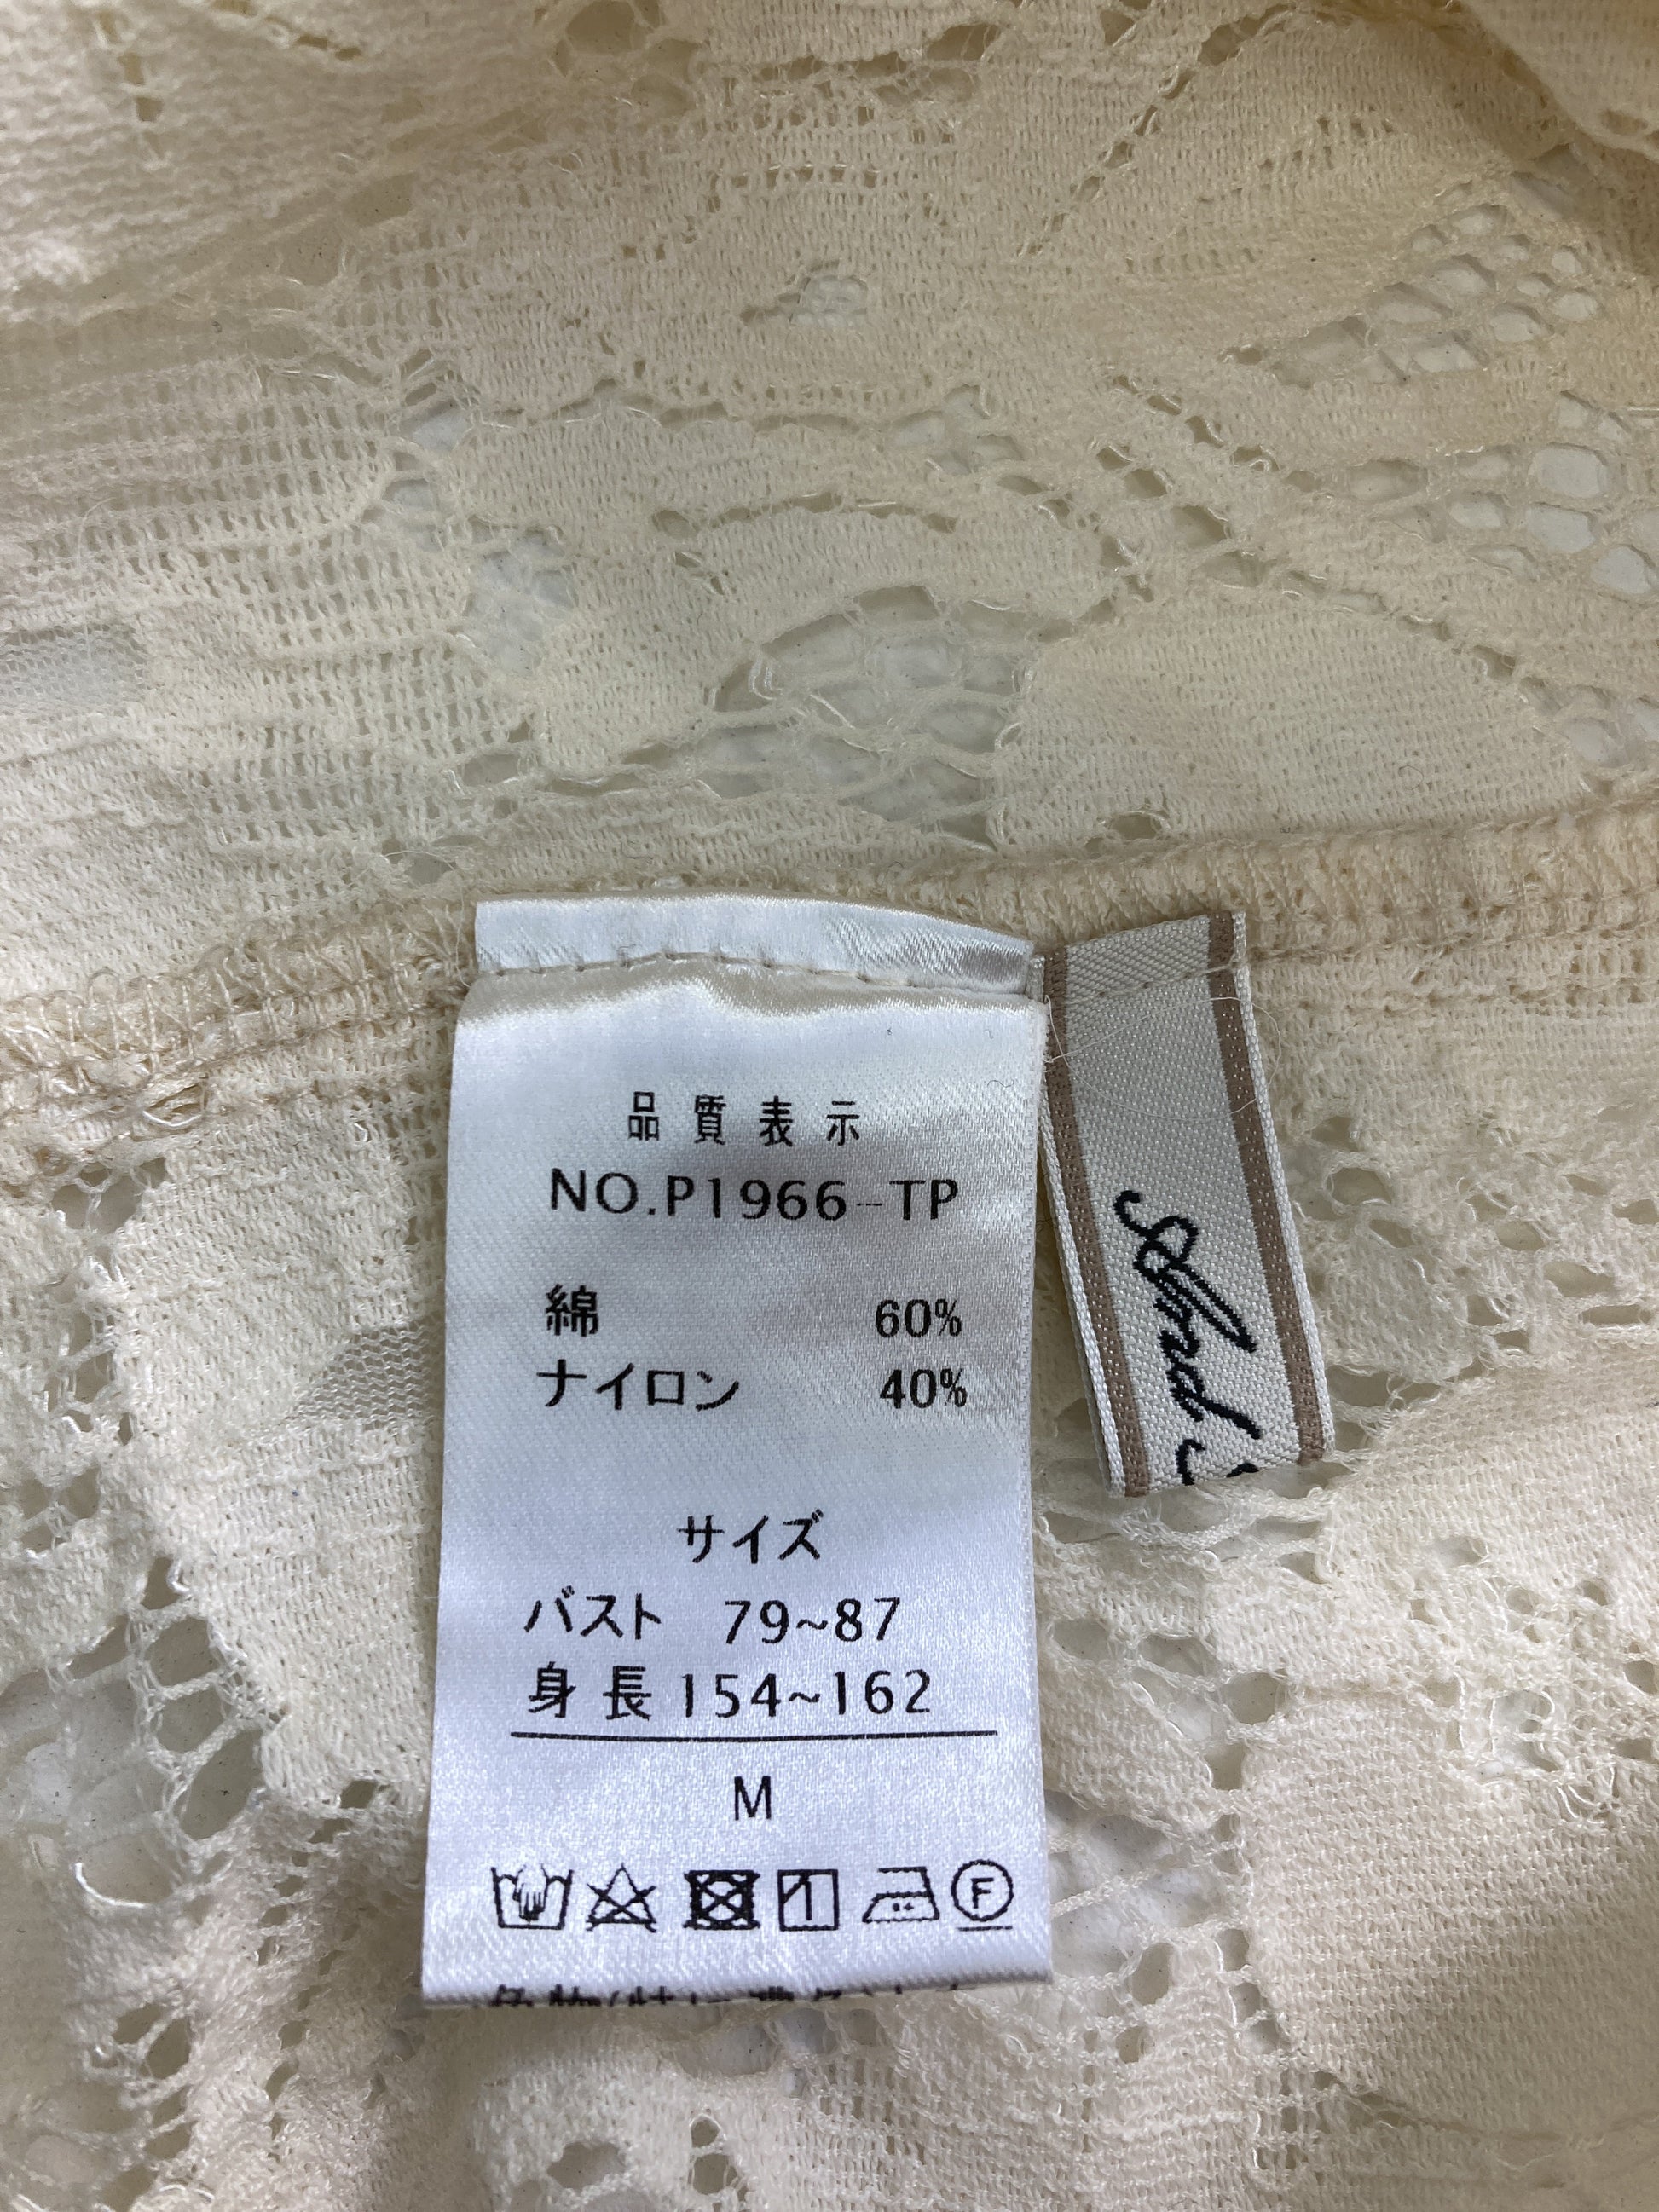 品質表示
NO.P1966-TP
綿 60%
ナイロン 40%
サイズ
バスト 79~87
身長 154~162
M
F